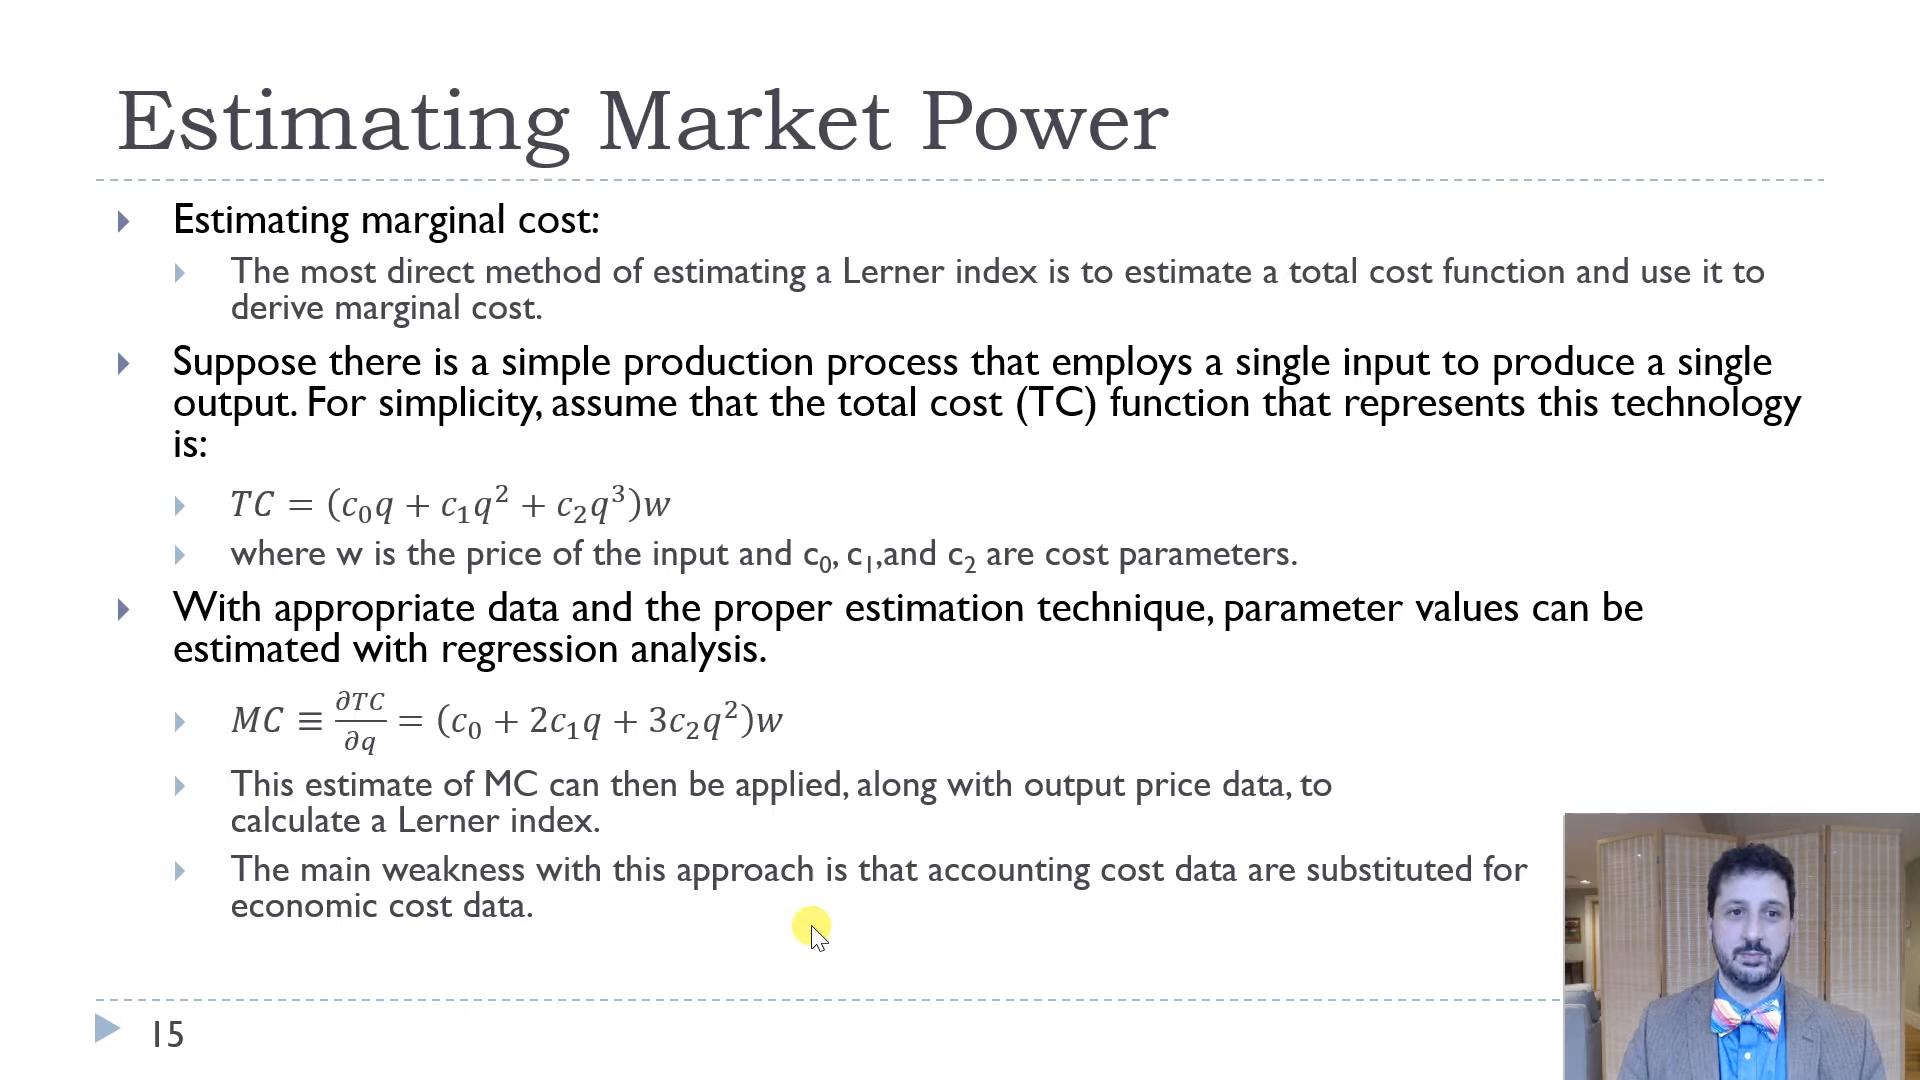 Estimating Market Power
Estimating marginal cost:
The most direct method of estimating a Lerner index is to estimate a total cost function and use it to
derive marginal cost.
Suppose there is a simple production process that employs a single input to produce a single
output. For simplicity, assume that the total cost (TC) function that represents this technology
is:
TC = (c₀q + c₁q² + c₂q³)w
where w is the price of the input and c₀, c₁,and c₂ are cost parameters.
With appropriate data and the proper estimation technique, parameter values can be
estimated with regression analysis.
MC ≡ ∂TC/∂q = (c₀ + 2c₁q + 3c₂q²)w
This estimate of MC can then be applied, along with output price data, to
calculate a Lerner index.
The main weakness with this approach is that accounting cost data are substituted for
economic cost data.
15